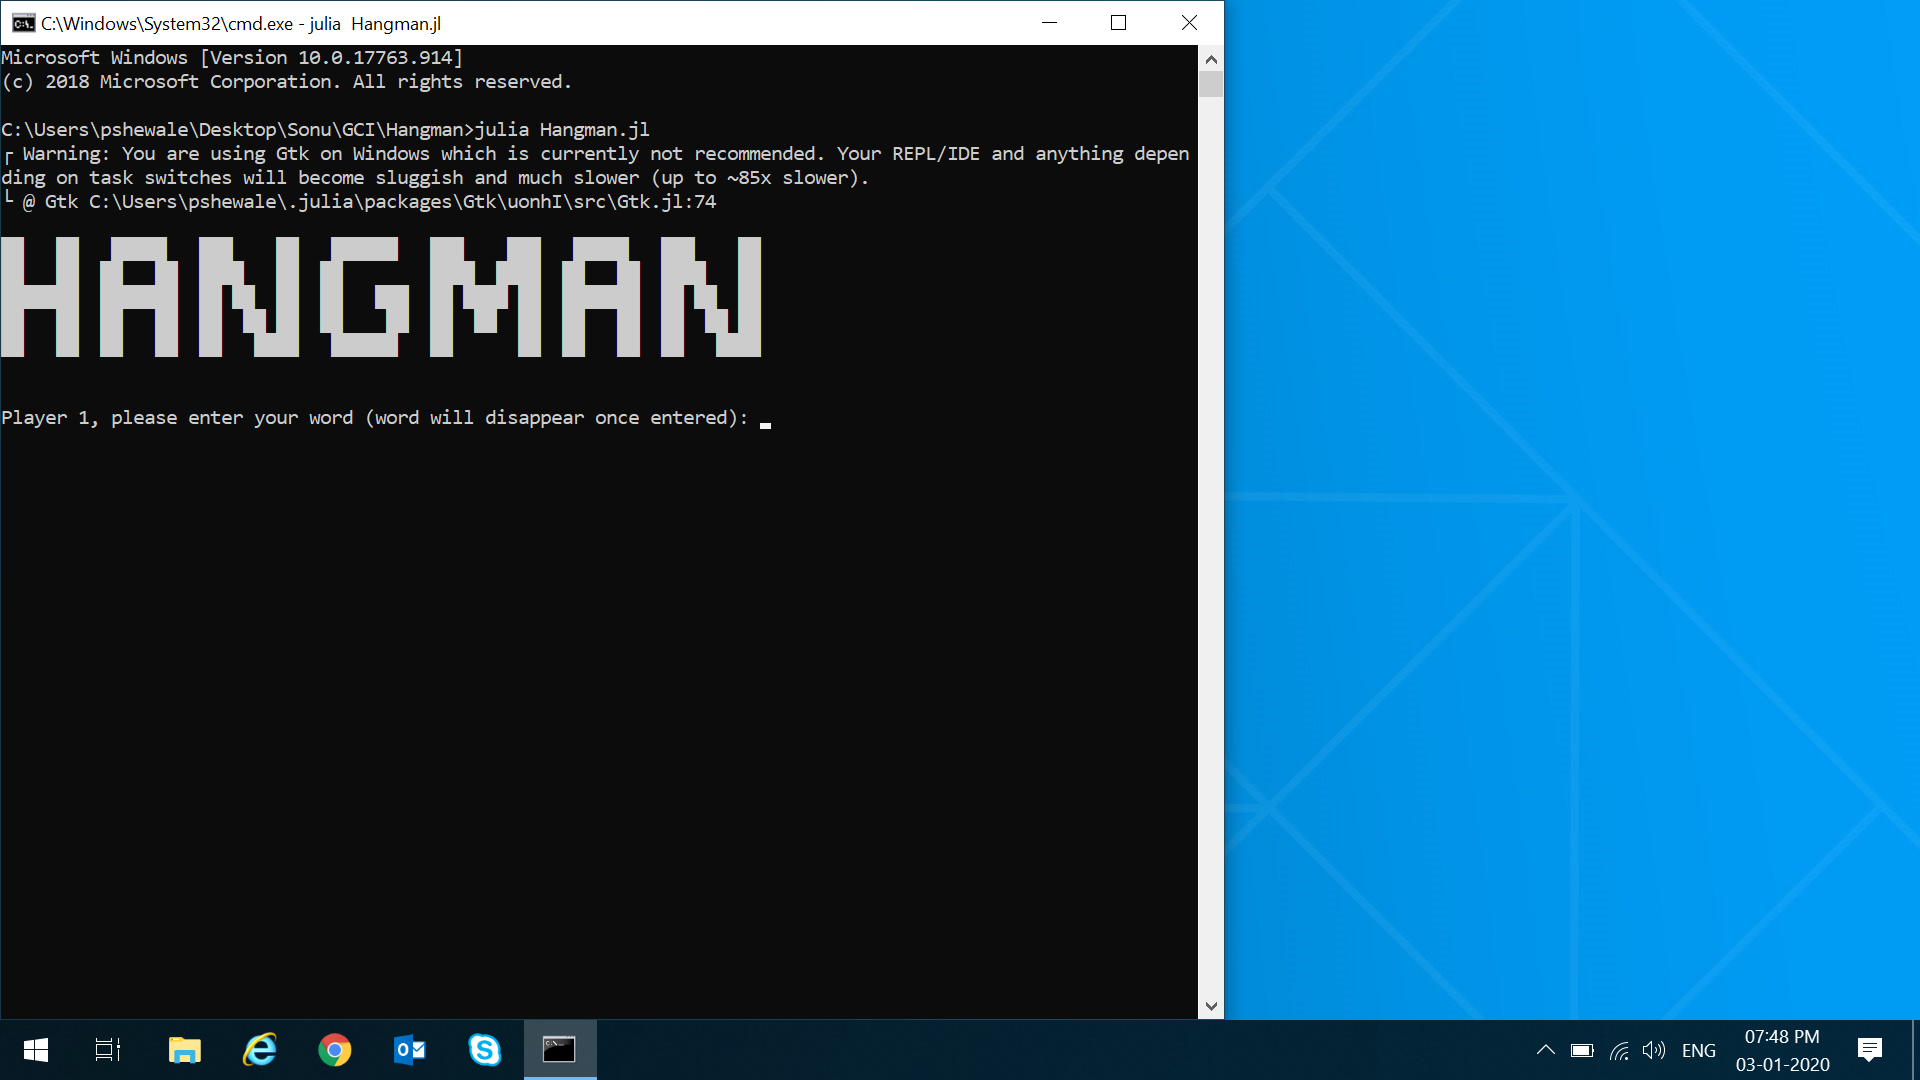 C:\Windows\System32\cmd.exe - julia  Hangman.jl
Microsoft Windows [Version 10.0.17763.914]
(c) 2018 Microsoft Corporation. All rights reserved.
C:\Users\pshewale\Desktop\Sonu\GCI\Hangman>julia Hangman.jl
┌ Warning: You are using Gtk on Windows which is currently not recommended. Your REPL/IDE and anything depen
ding on task switches will become sluggish and much slower (up to ~85x slower).
└ @ Gtk C:\Users\pshewale\.julia\packages\Gtk\uonhI\src\Gtk.jl:74
HANGMAN
Player 1, please enter your word (word will disappear once entered):
ENG
07:48 PM
03-01-2020